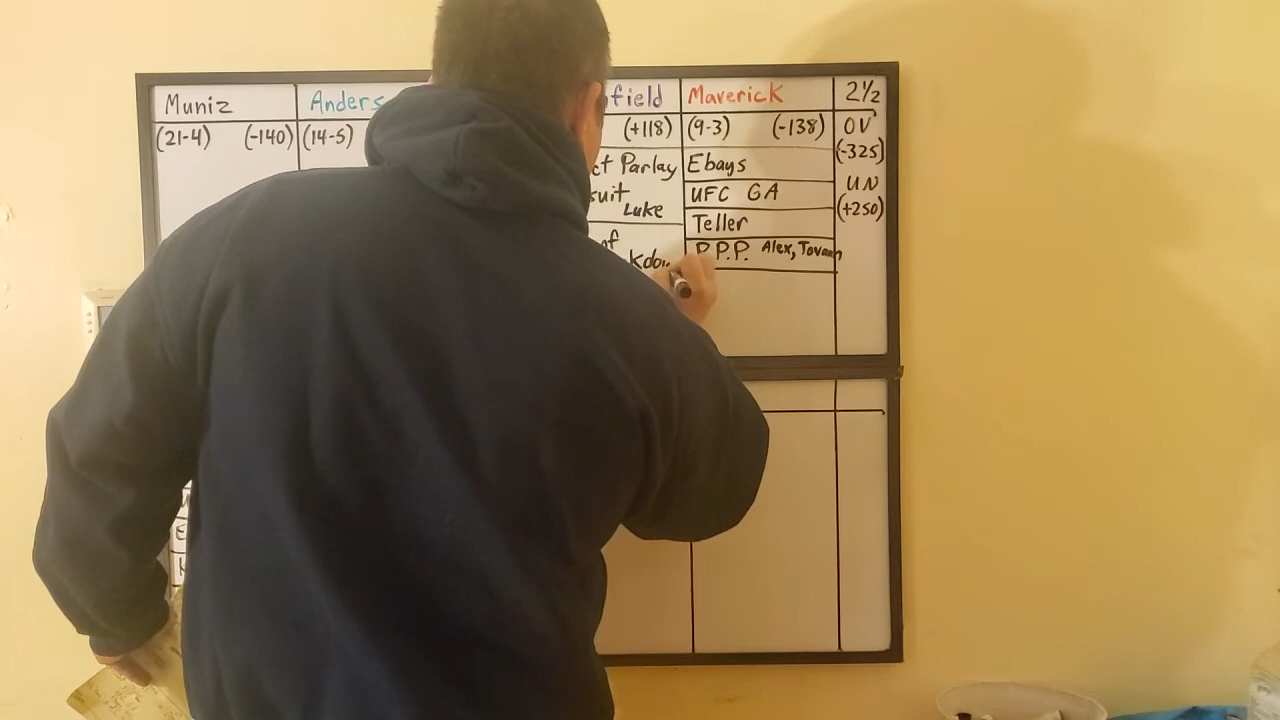 Muniz Anders field Maverick 2½
(21-4) (-140) (14-5) (+118) (9-3) (-138) OV
ct Parlay Ebays (-325)
suit UFC GA UN
Luke Teller (+250)
of P.P.P. Alex, Tovann
kdow
E
K